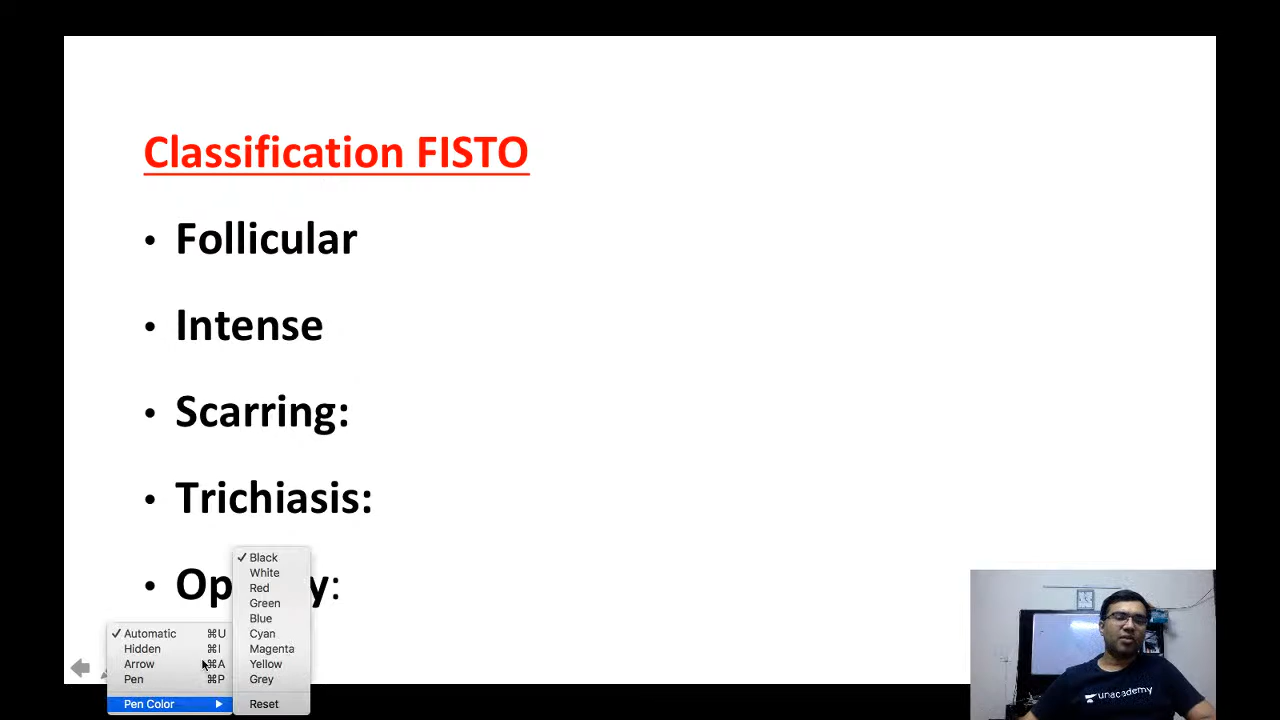 Classification FISTO
• Follicular
• Intense
• Scarring:
• Trichiasis:
• Op y:
✓ Automatic ⌘U
Hidden ⌘I
Arrow ⌘A
Pen ⌘P
Pen Color ▶
✓ Black
White
Red
Green
Blue
Cyan
Magenta
Yellow
Grey
Reset
unacademy